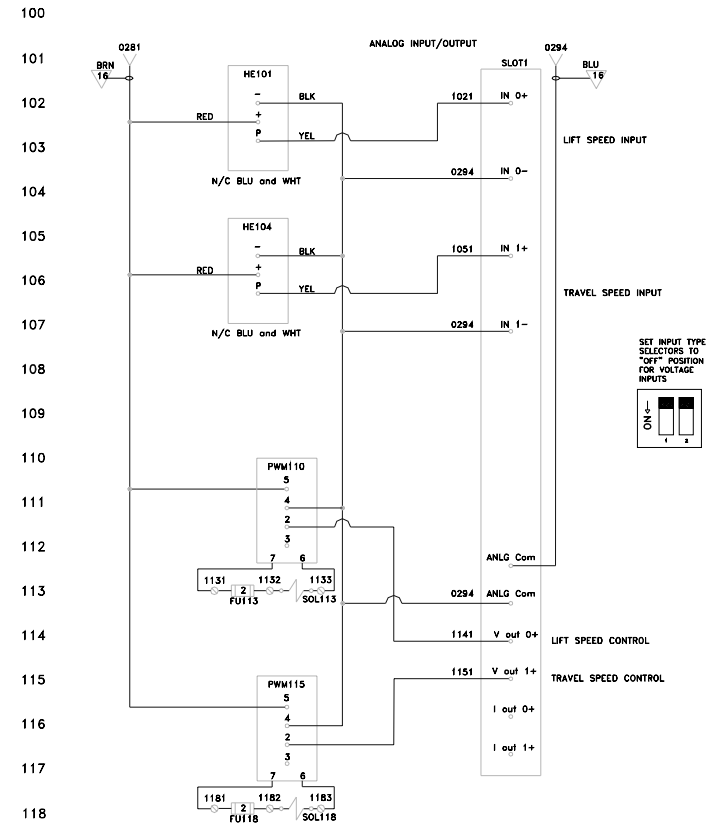 100
101
102
103
104
105
106
107
108
109
110
111
112
113
114
115
116
117
118
ANALOG INPUT/OUTPUT
0281
0294
BRN
16
BLU
16
HE101
-
+
P
RED
BLK
YEL
N/C BLU and WHT
SLOT1
1021
IN 0+
LIFT SPEED INPUT
0294
IN 0-
HE104
-
+
P
RED
BLK
YEL
N/C BLU and WHT
1051
IN 1+
TRAVEL SPEED INPUT
0294
IN 1-
SET INPUT TYPE
SELECTORS TO
"OFF" POSITION
FOR VOLTAGE
INPUTS
ON
1 2
PWM110
5
4
2
3
7 6
1131
1132
1133
2
FU113
SOL113
ANLG Com
0294
ANLG Com
1141
V out 0+
LIFT SPEED CONTROL
1151
V out 1+
TRAVEL SPEED CONTROL
I out 0+
I out 1+
PWM115
5
4
2
3
7 6
1181
1182
1183
2
FU118
SOL118